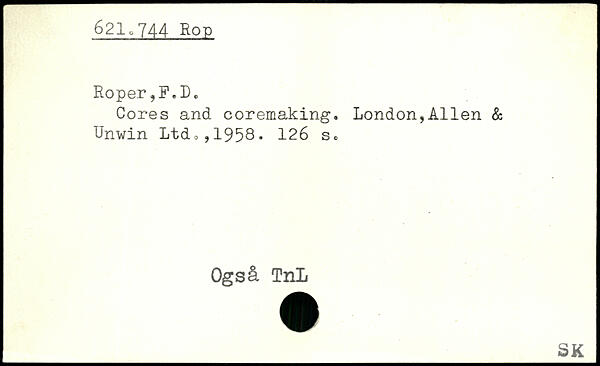 621.744 Rop
Roper,F.D.
Cores and coremaking. London,Allen &
Unwin Ltd.,1958. 126 s.
Også TnL
SK